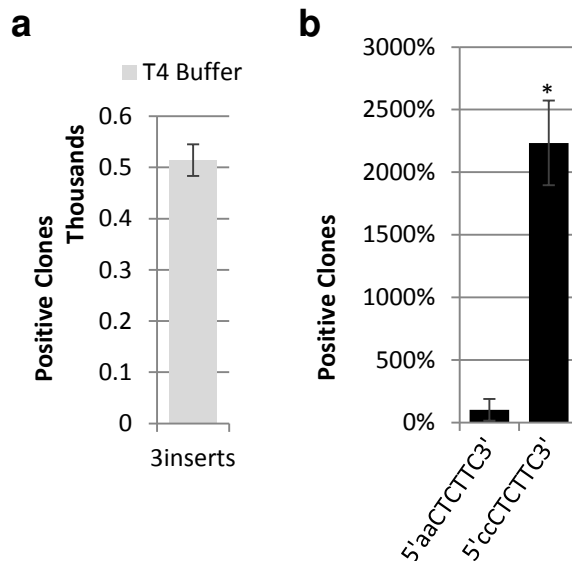 a
T4 Buffer
Positive Clones
Thousands
0.6
0.5
0.4
0.3
0.2
0.1
0
3inserts
b
Positive Clones
3000%
2500%
2000%
1500%
1000%
500%
0%
*
5'aaCTCTTC3'
5'ccCTCTTC3'